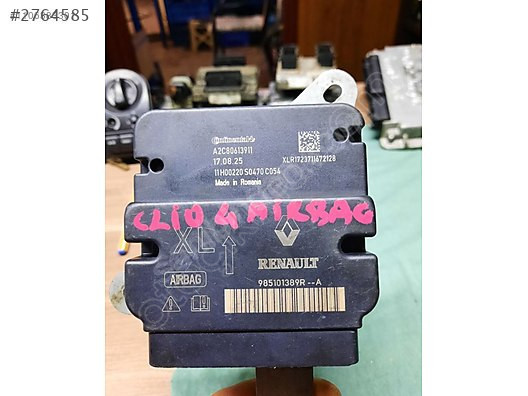 #2764585
Continental
A2C80613911
17.08.25
XLR1723711672128
11H00220 S0470 C054
Made in Romania
CLIO 4 AIRBAG
XL
RENAULT
AIRBAG
985101389R--A